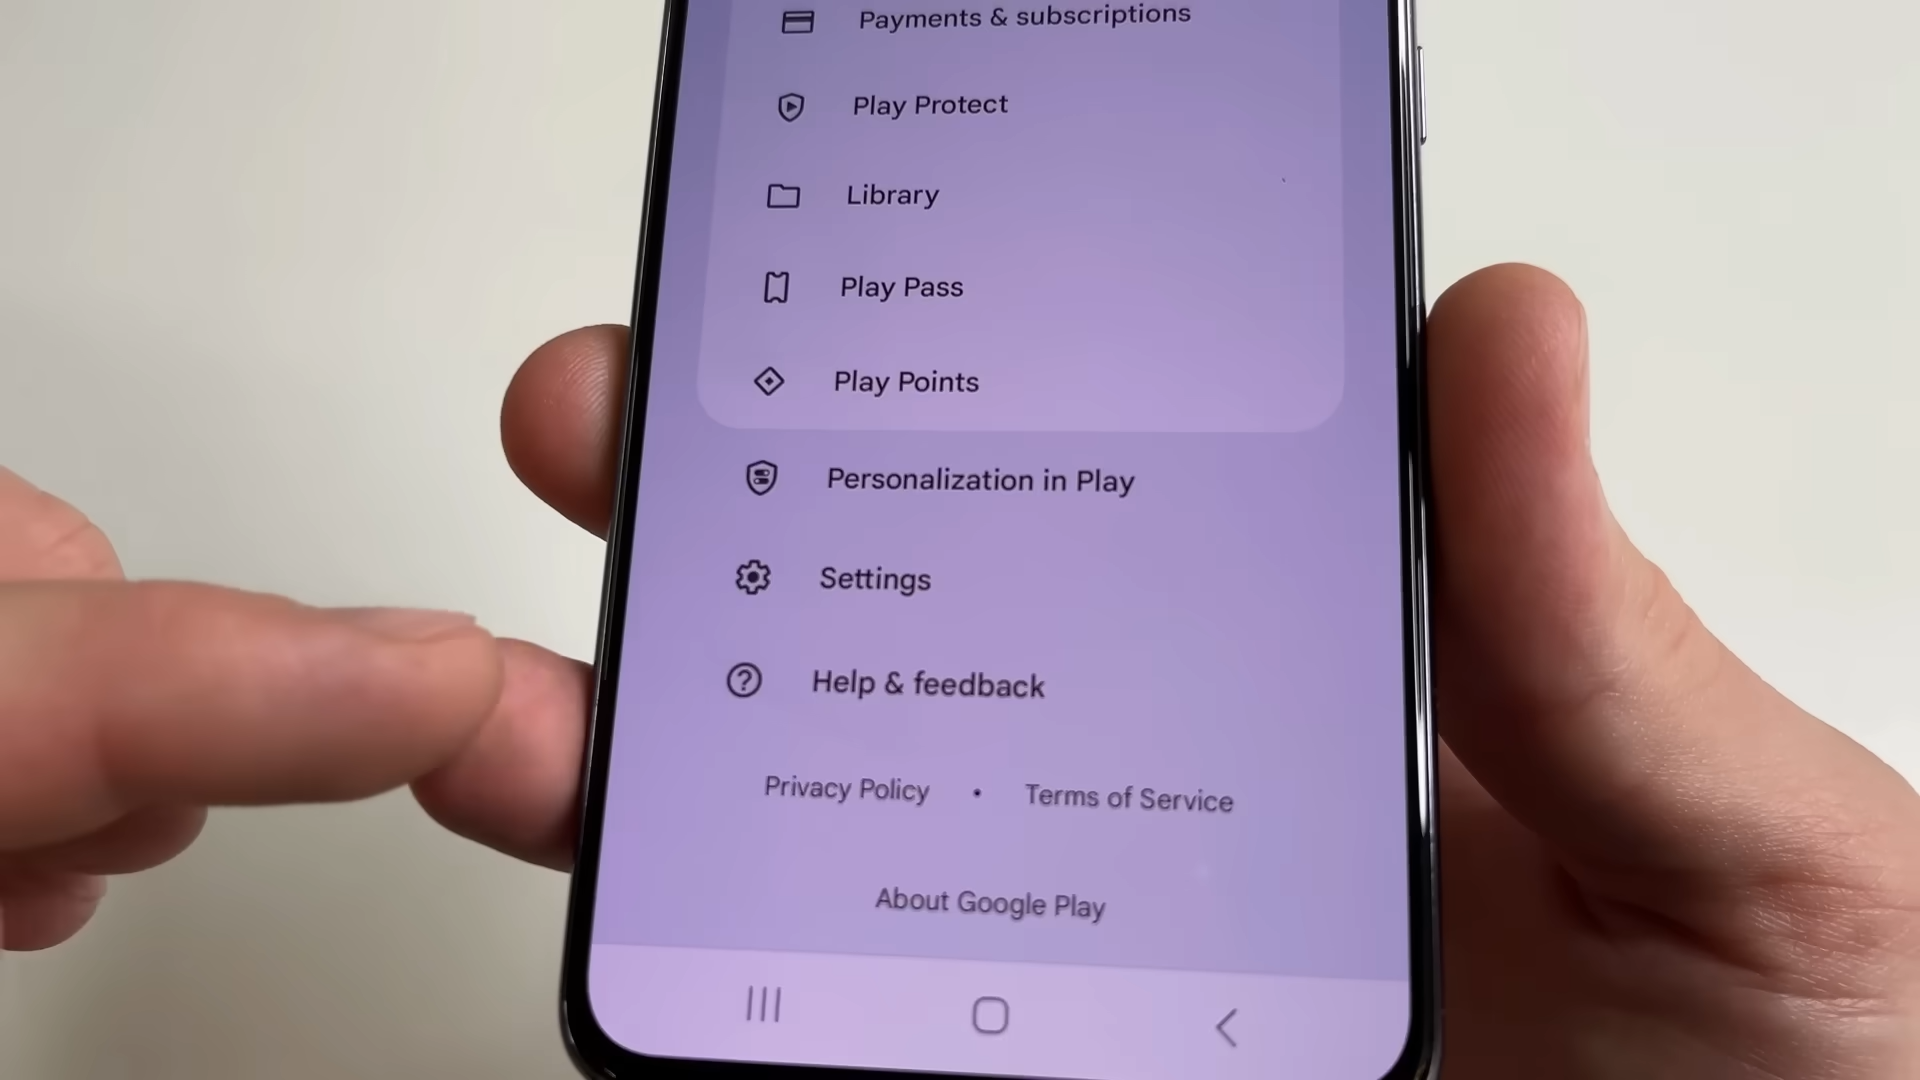 Payments & subscriptions
Play Protect
Library
Play Pass
Play Points
Personalization in Play
Settings
Help & feedback
Privacy Policy • Terms of Service
About Google Play